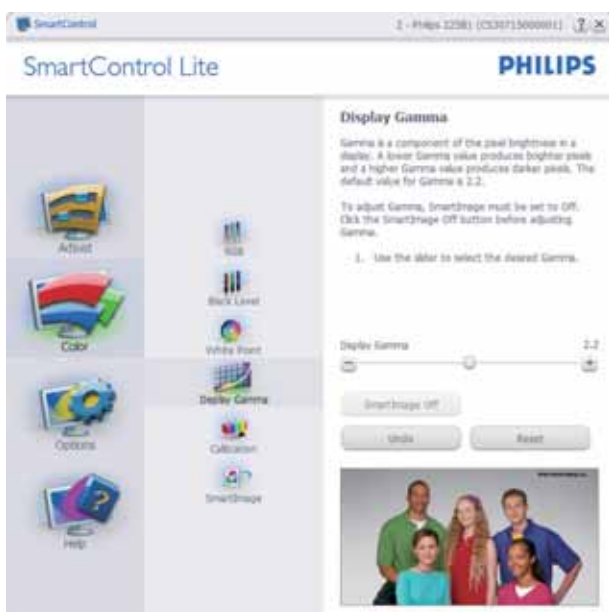 SmartControl
2 - Philips 225B1 (CS30715000001) ? X
SmartControl Lite
PHILIPS
Adjust
Color
Options
Help
RGB
Black Level
White Point
Display Gamma
Calibration
SmartImage
Display Gamma
Gamma is a component of the pixel brightness in a
display. A lower Gamma value produces brighter pixels
and a higher Gamma value produces darker pixels. The
default value for Gamma is 2.2.
To adjust Gamma, SmartImage must be set to Off.
Click the SmartImage Off button before adjusting
Gamma.
1. Use the slider to select the desired Gamma.
Display Gamma 2.2
SmartImage Off
Undo Reset